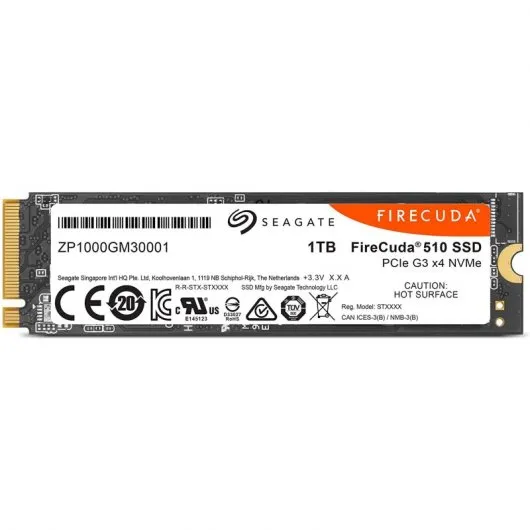 SEAGATE
FIRECUDA
ZP1000GM30001
1TB FireCuda® 510 SSD
PCIe G3 x4 NVMe
Seagate Singapore Int'l HQ Pte. Ltd. Koolhovenlaan 1, 1119 NB Schiphol-Rijk, The Netherlands +3.3V X.X A
R-R-STX-STXXXX SSD Mfg by Seagate Technology LLC
CAUTION:
HOT SURFACE
20
E145123
D33027
RoHS
TÜV
Reg. Model: STXXXX
CAN ICES-3(B) / NMB-3(B)